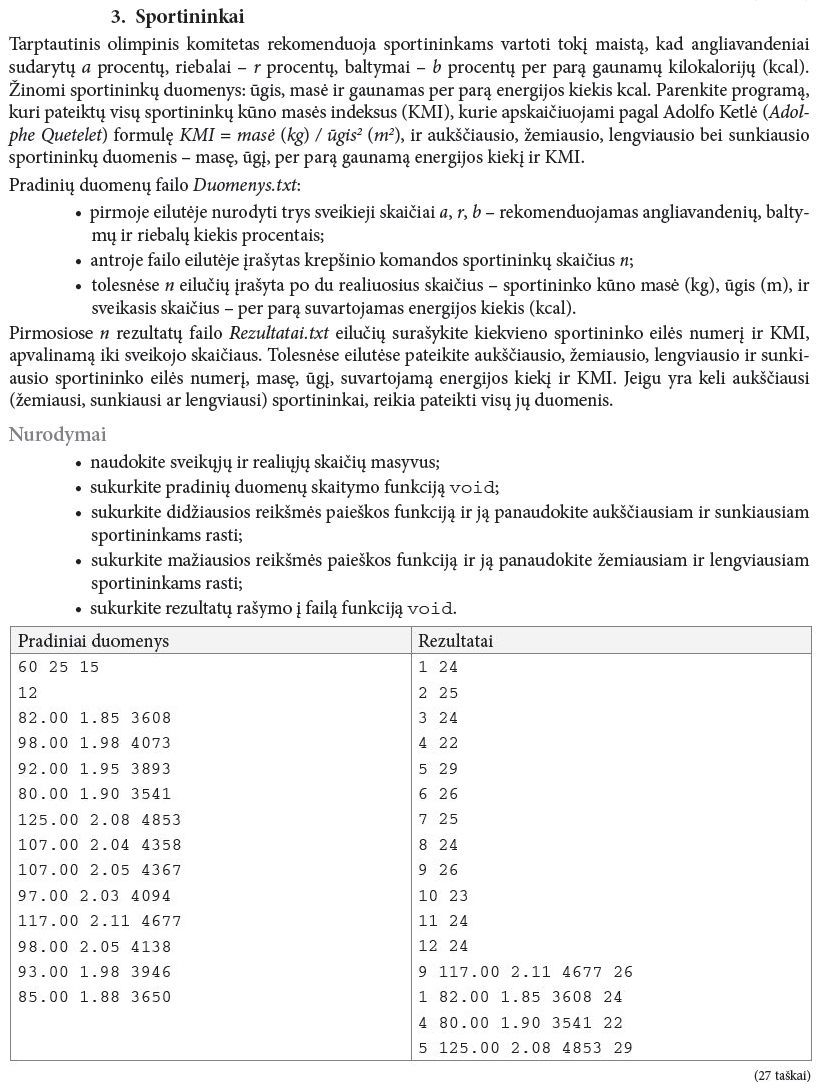 3. Sportininkai
Tarptautinis olimpinis komitetas rekomenduoja sportininkams vartoti tokį maistą, kad angliavandeniai
sudarytų a procentų, riebalai – r procentų, baltymai – b procentų per parą gaunamų kilokalorijų (kcal).
Žinomi sportininkų duomenys: ūgis, masė ir gaunamas per parą energijos kiekis kcal. Parenkite programą,
kuri pateiktų visų sportininkų kūno masės indeksus (KMI), kurie apskaičiuojami pagal Adolfo Ketlė (Adol-
phe Quetelet) formulę KMI = masė (kg) / ūgis² (m²), ir aukščiausio, žemiausio, lengviausio bei sunkiausio
sportininkų duomenis – masę, ūgį, per parą gaunamą energijos kiekį ir KMI.
Pradinių duomenų failo Duomenys.txt:
• pirmoje eilutėje nurodyti trys sveikieji skaičiai a, r, b – rekomenduojamas angliavandenių, balty-
mų ir riebalų kiekis procentais;
• antroje failo eilutėje įrašytas krepšinio komandos sportininkų skaičius n;
• tolesnėse n eilučių įrašyta po du realiuosius skaičius – sportininko kūno masė (kg), ūgis (m), ir
sveikasis skaičius – per parą suvartojamas energijos kiekis (kcal).
Pirmosiose n rezultatų failo Rezultatai.txt eilučių surašykite kiekvieno sportininko eilės numerį ir KMI,
apvalinamą iki sveikojo skaičiaus. Tolesnėse eilutėse pateikite aukščiausio, žemiausio, lengviausio ir sunki-
ausio sportininko eilės numerį, masę, ūgį, suvartojamą energijos kiekį ir KMI. Jeigu yra keli aukščiausi
(žemiausi, sunkiausi ar lengviausi) sportininkai, reikia pateikti visų jų duomenis.
Nurodymai
• naudokite sveikųjų ir realiųjų skaičių masyvus;
• sukurkite pradinių duomenų skaitymo funkciją void;
• sukurkite didžiausios reikšmės paieškos funkciją ir ją panaudokite aukščiausiam ir sunkiausiam
sportininkams rasti;
• sukurkite mažiausios reikšmės paieškos funkciją ir ją panaudokite žemiausiam ir lengviausiam
sportininkams rasti;
• sukurkite rezultatų rašymo į failą funkciją void.
Pradiniai duomenys
60 25 15
12
82.00 1.85 3608
98.00 1.98 4073
92.00 1.95 3893
80.00 1.90 3541
125.00 2.08 4853
107.00 2.04 4358
107.00 2.05 4367
97.00 2.03 4094
117.00 2.11 4677
98.00 2.05 4138
93.00 1.98 3946
85.00 1.88 3650
Rezultatai
1 24
2 25
3 24
4 22
5 29
6 26
7 25
8 24
9 26
10 23
11 24
12 24
9 117.00 2.11 4677 26
1 82.00 1.85 3608 24
4 80.00 1.90 3541 22
5 125.00 2.08 4853 29
(27 taškai)